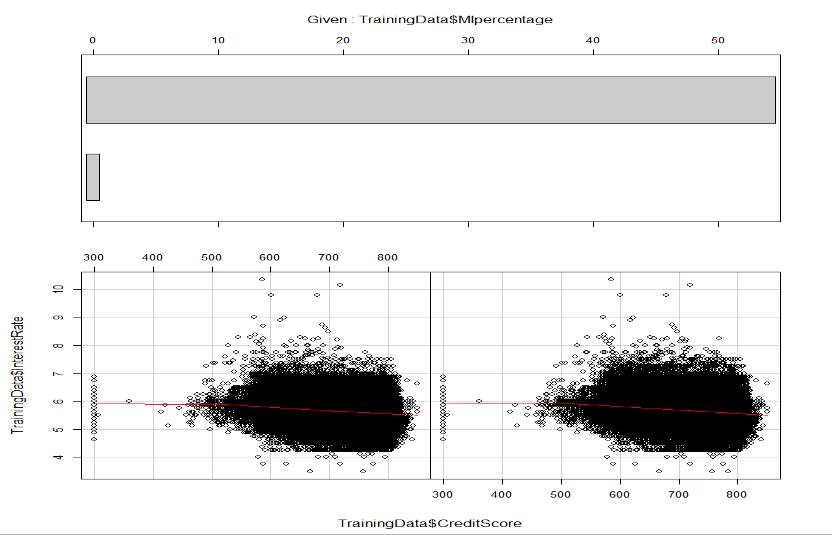 Given : TrainingData$MIpercentage
0 10 20 30 40 50
300 400 500 600 700 800
TrainingData$InterestRate
10
9
8
7
6
5
4
300 400 500 600 700 800
TrainingData$CreditScore